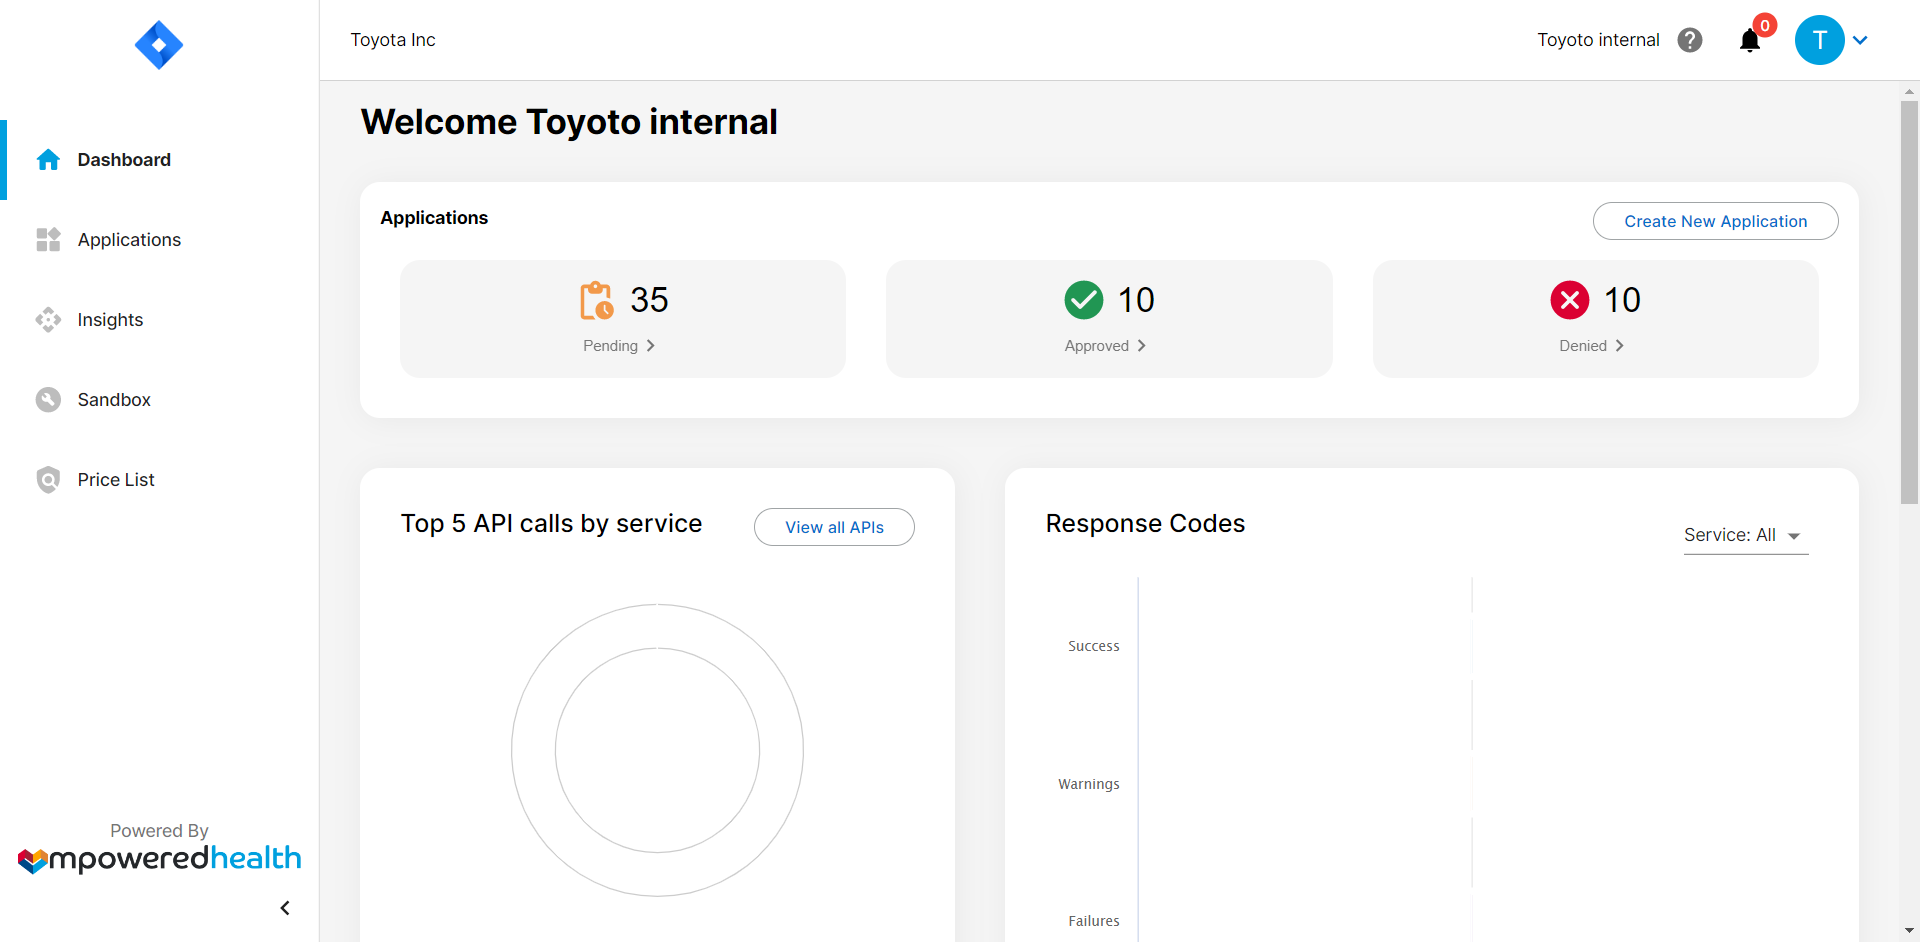 Toyota Inc
Toyoto internal
0
T
Dashboard
Applications
Insights
Sandbox
Price List
Powered By
mpoweredhealth
Welcome Toyoto internal
Applications
Create New Application
35
Pending
10
Approved
10
Denied
Top 5 API calls by service
View all APIs
Response Codes
Service: All
Success
Warnings
Failures